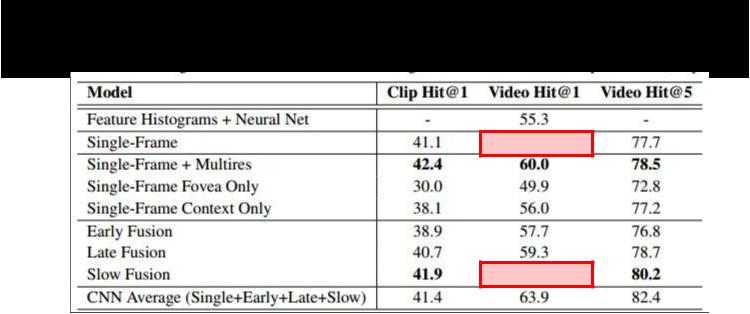 Model Clip Hit@1 Video Hit@1 Video Hit@5
Feature Histograms + Neural Net - 55.3 -
Single-Frame 41.1 77.7
Single-Frame + Multires 42.4 60.0 78.5
Single-Frame Fovea Only 30.0 49.9 72.8
Single-Frame Context Only 38.1 56.0 77.2
Early Fusion 38.9 57.7 76.8
Late Fusion 40.7 59.3 78.7
Slow Fusion 41.9 80.2
CNN Average (Single+Early+Late+Slow) 41.4 63.9 82.4